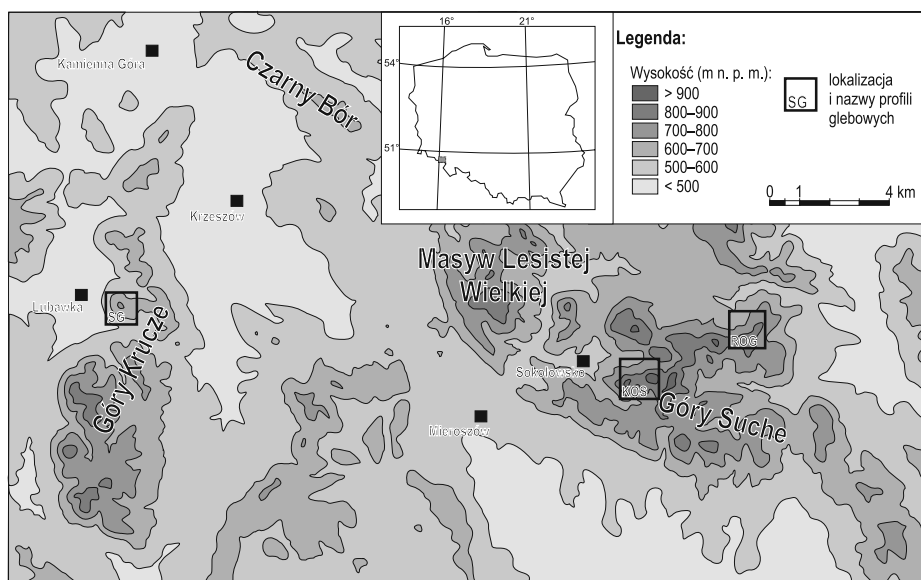 Kamienna Góra
Czarny Bór
Krzeszów
Lubawka
SG
Góry Krucze
Masyw Lesistej
Wielkiej
Sokołowsko
Mieroszów
KOS
ROG
Góry Suche
16°
21°
54°
51°
Legenda:
Wysokość (m n. p. m.):
> 900
800–900
700–800
600–700
500–600
< 500
SG
lokalizacja
i nazwy profili
glebowych
0 1 4 km